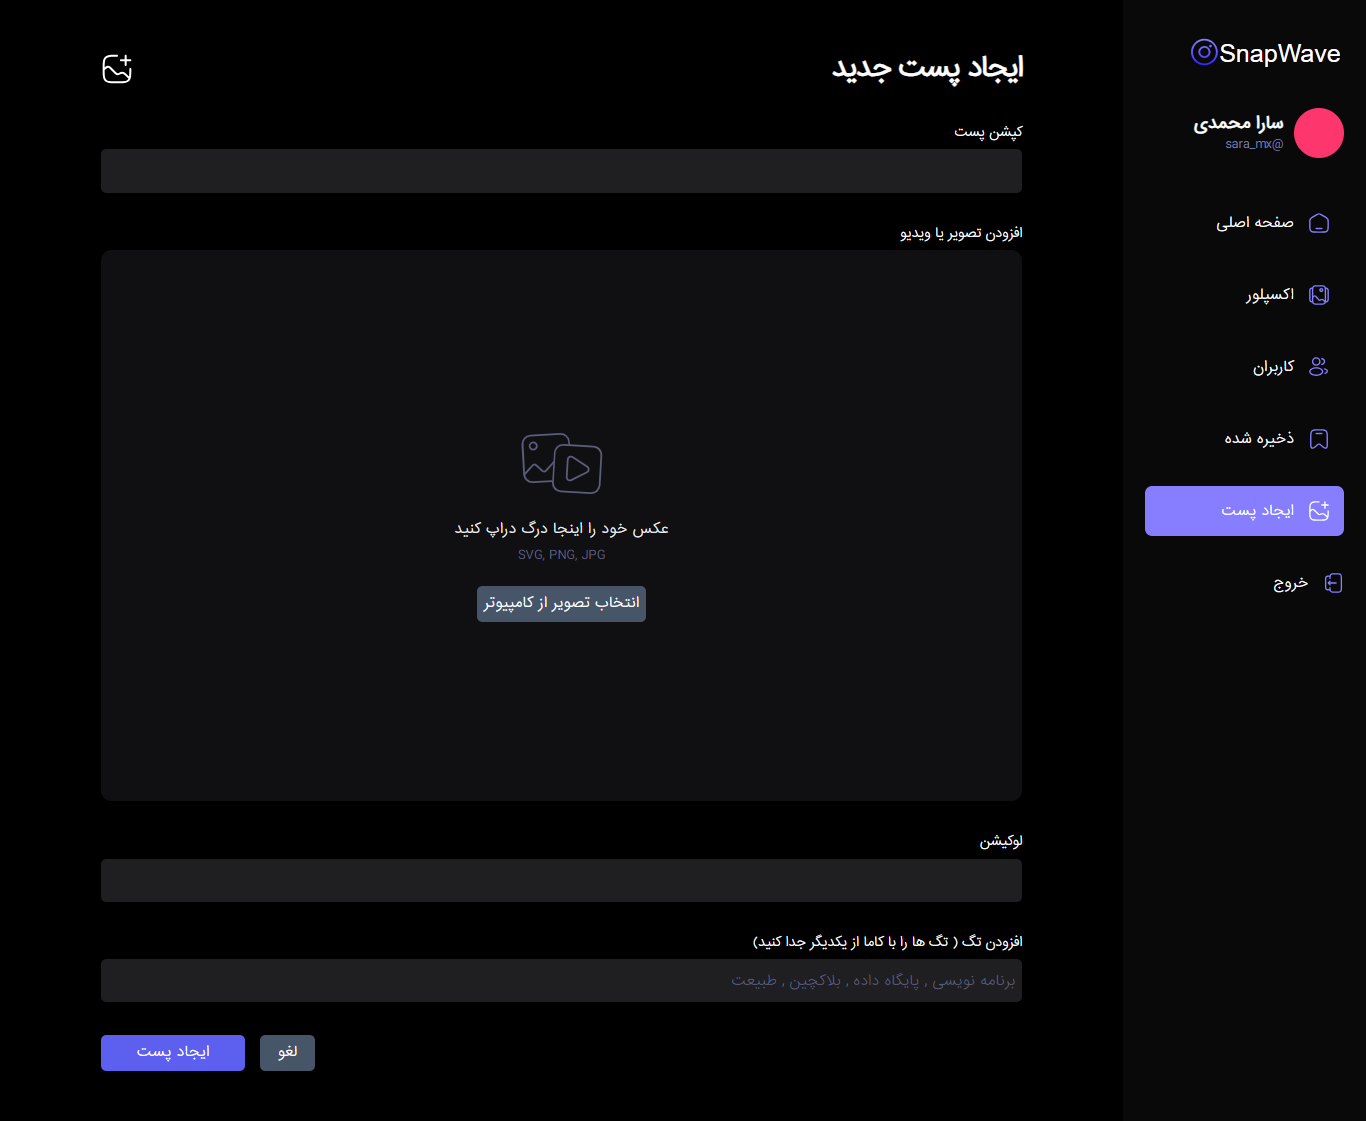 SnapWave
سارا محمدی
@sara_mx
صفحه اصلی
اکسپلور
کاربران
ذخیره شده
ایجاد پست
خروج
ایجاد پست جدید
کپشن پست
افزودن تصویر یا ویدیو
عکس خود را اینجا درگ دراپ کنید
SVG, PNG, JPG
انتخاب تصویر از کامپیوتر
لوکیشن
افزودن تگ ( تگ ها را با کاما از یکدیگر جدا کنید)
برنامه نویسی , پایگاه داده , بلاکچین , طبیعت
لغو
ایجاد پست